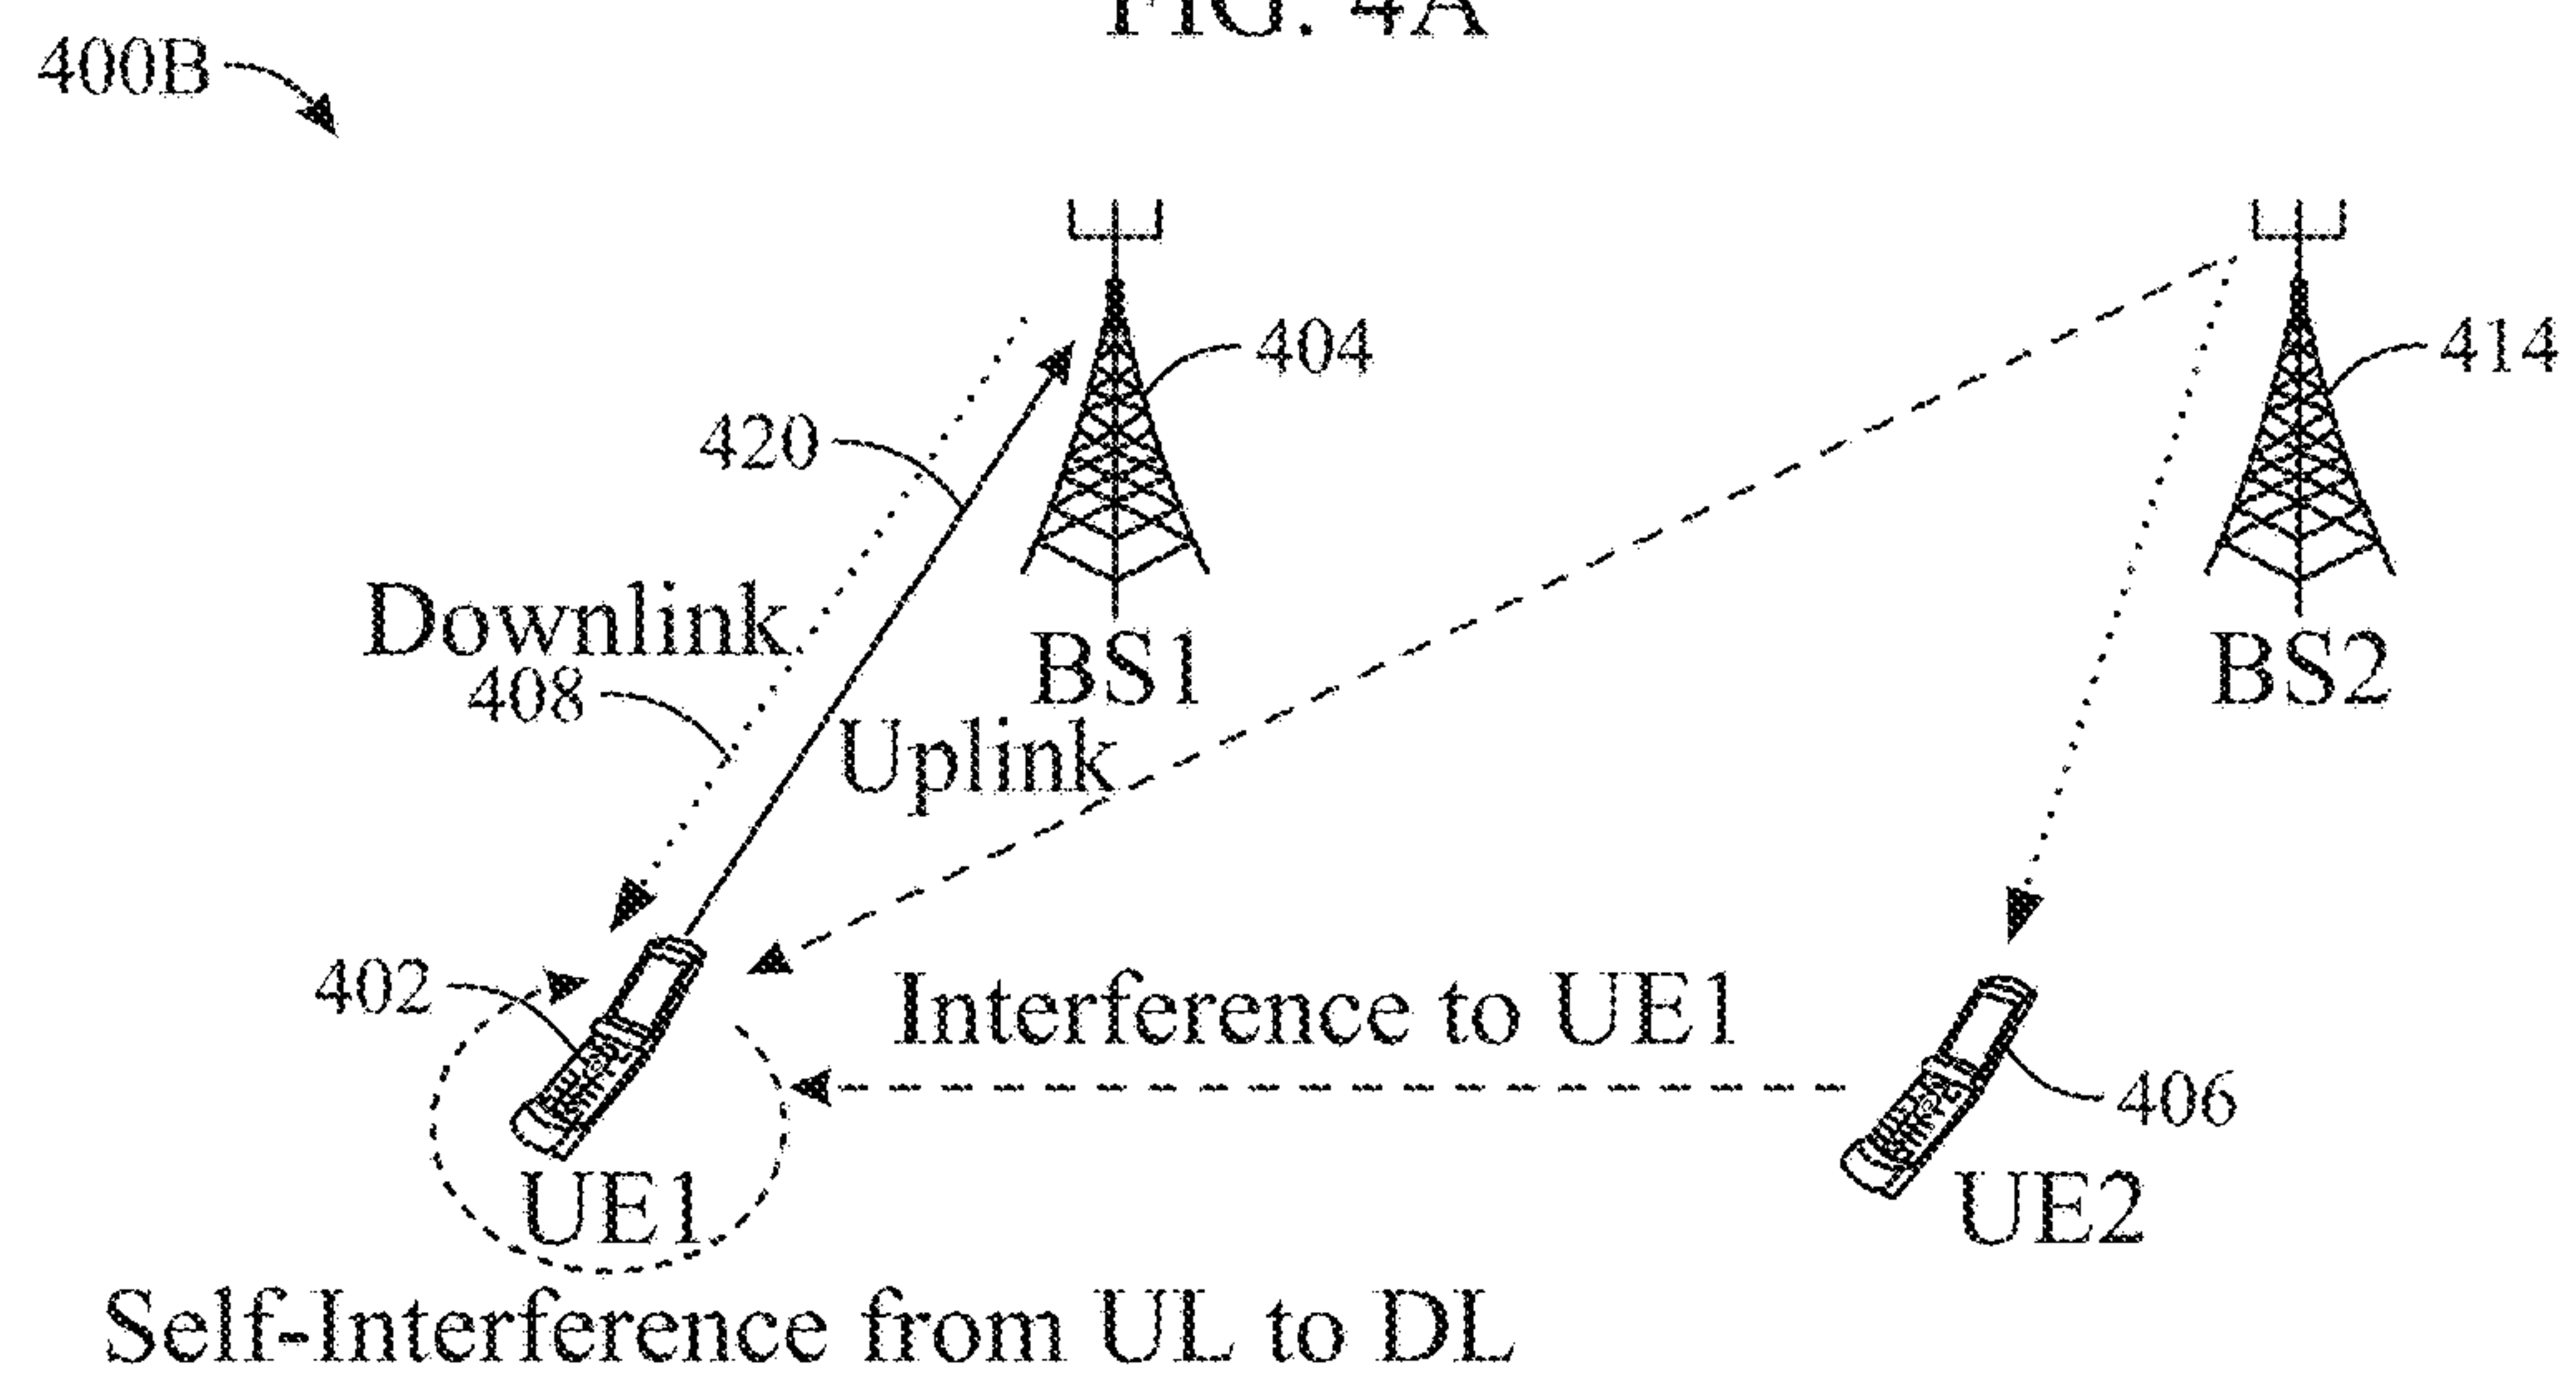 FIG. 4A
400B
404
414
420
Downlink
408
BS1
BS2
Uplink
402
Interference to UE1
406
UE1
UE2
Self-Interference from UL to DL